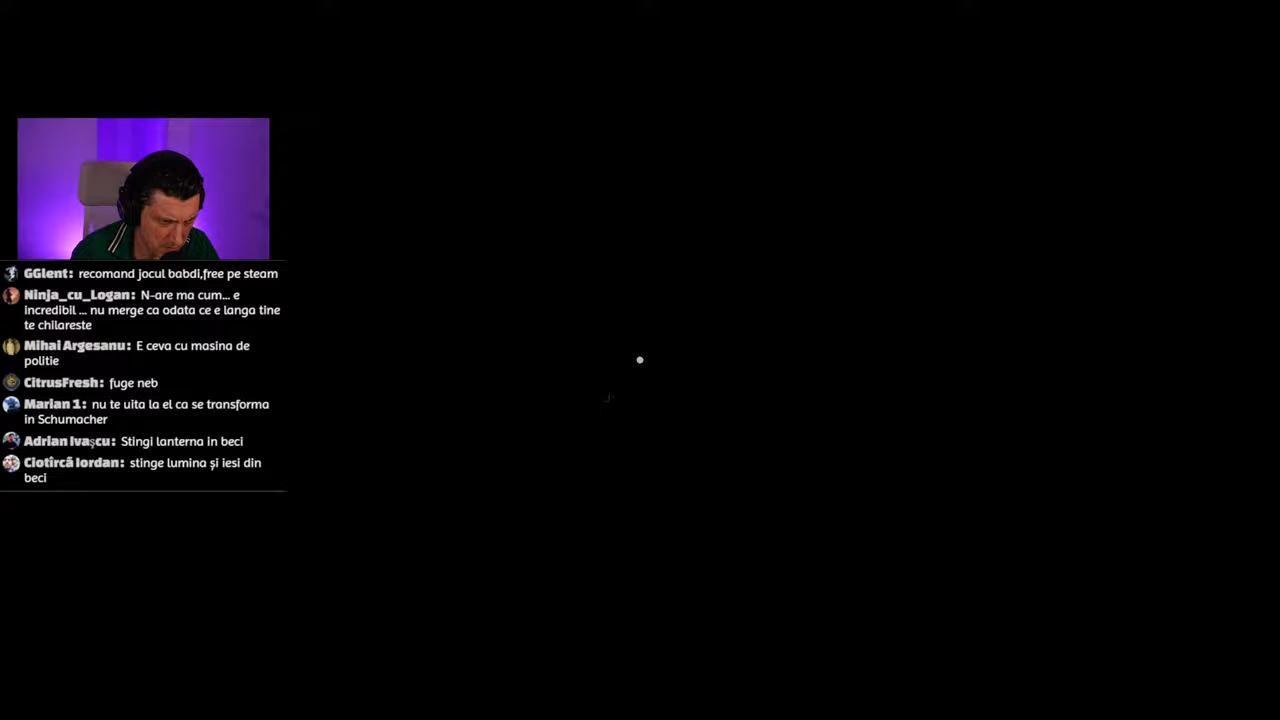 GGlent: recomand jocul babdi,free pe steam
Ninja_cu_Logan: N-are ma cum... e
incredibil ... nu merge ca odata ce e langa tine
te chilareste
Mihai Argesanu: E ceva cu masina de
politie
CitrusFresh: fuge neb
Marian 1: nu te uita la el ca se transforma
in Schumacher
Adrian Ivașcu: Stingi lanterna in beci
Ciotîrcă Iordan: stinge lumina și iesi din
beci